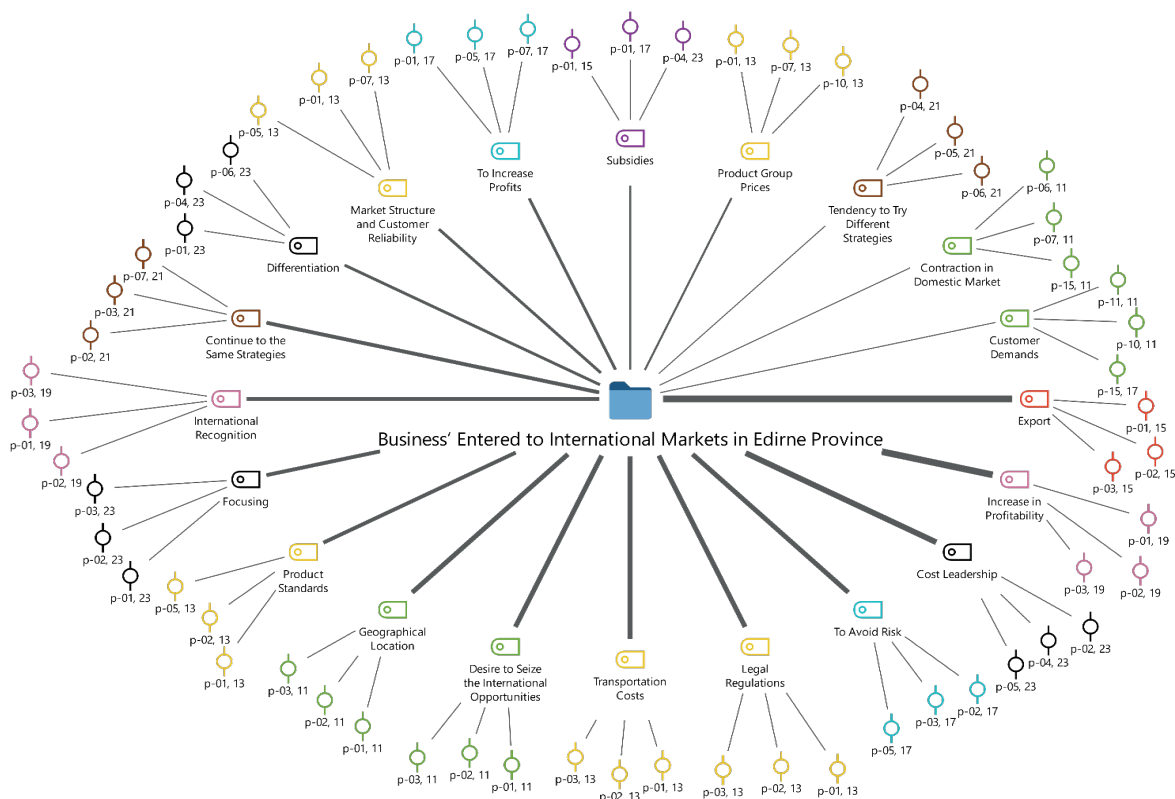 p-01, 17
p-05, 17
p-07, 17
p-01, 15
p-01, 17
p-04, 23
p-01, 13
p-07, 13
p-10, 13
p-07, 13
p-01, 13
p-05, 13
To Increase
Profits
Subsidies
Product Group
Prices
p-04, 21
p-05, 21
p-06, 21
Tendency to Try
Different
Strategies
Market Structure
and Customer
Reliability
p-06, 23
p-04, 23
p-01, 23
Differentiation
p-06, 11
p-07, 11
p-15, 11
Contraction in
Domestic Market
p-07, 21
p-03, 21
p-02, 21
Continue to the
Same Strategies
p-11, 11
p-10, 11
p-15, 17
Customer
Demands
p-03, 19
p-01, 19
p-02, 19
International
Recognition
Export
p-01, 15
p-02, 15
p-03, 15
Business’ Entered to International Markets in Edirne Province
p-03, 23
p-02, 23
p-01, 23
Focusing
Increase in
Profitability
p-01, 19
p-02, 19
p-03, 19
Product
Standards
p-05, 13
p-02, 13
p-01, 13
Cost Leadership
p-02, 23
p-04, 23
p-05, 23
Geographical
Location
p-03, 11
p-02, 11
p-01, 11
To Avoid Risk
p-02, 17
p-03, 17
p-05, 17
Desire to Seize
the International
Opportunities
p-03, 11
p-02, 11
p-01, 11
Transportation
Costs
p-03, 13
p-02, 13
p-01, 13
Legal
Regulations
p-03, 13
p-02, 13
p-01, 13